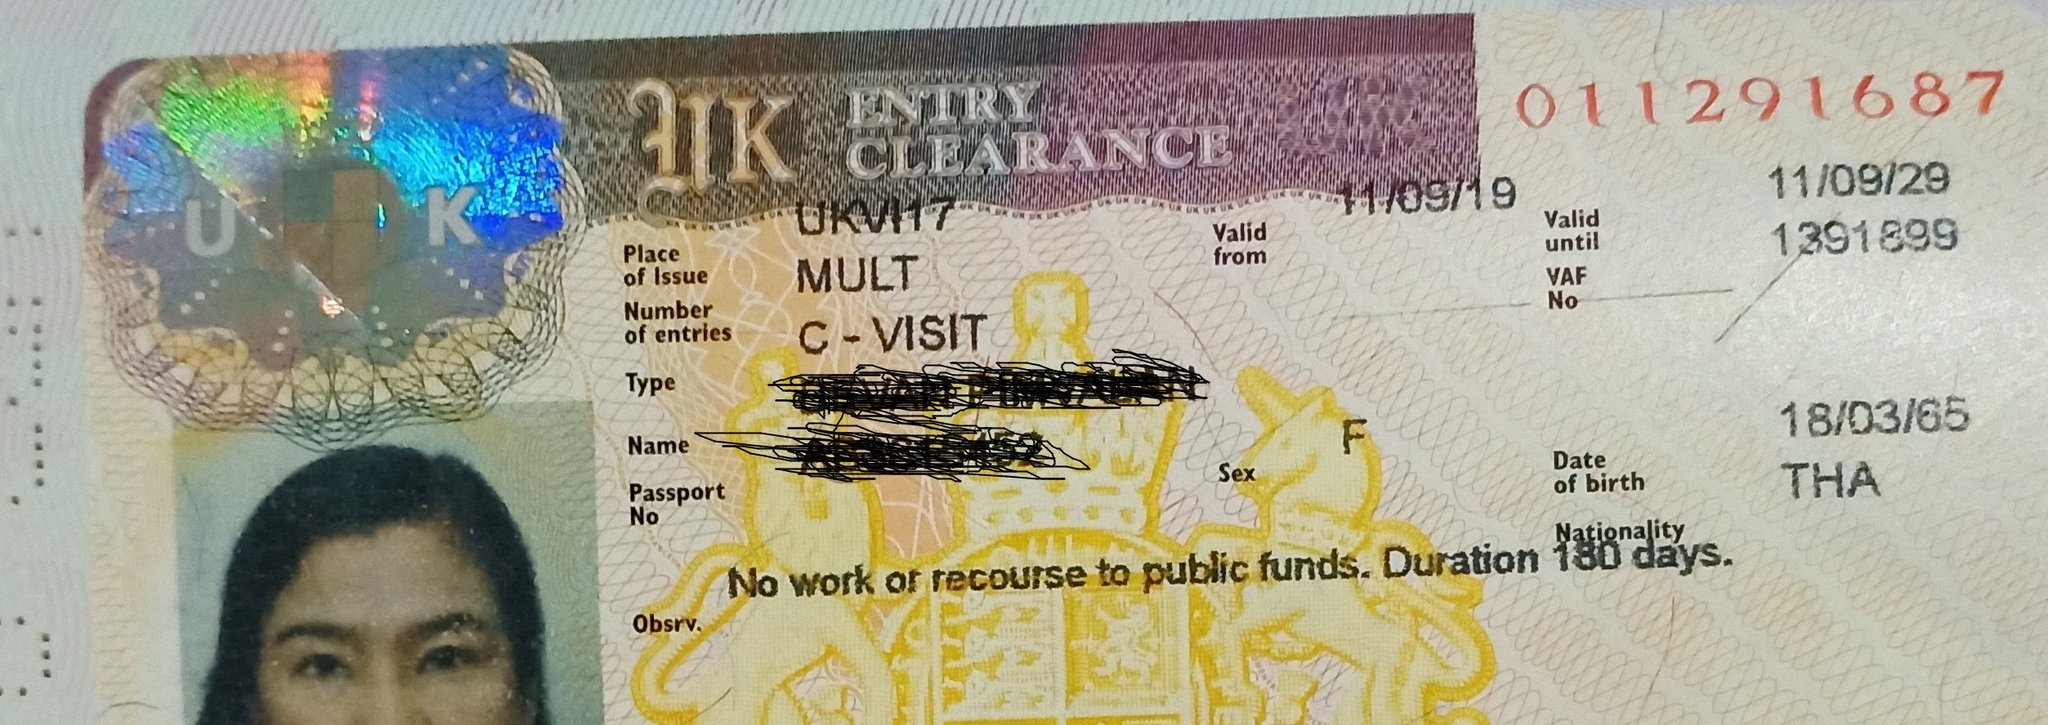 UK ENTRY CLEARANCE
011291687
U K
Place of Issue UKVI17
Valid from 11/09/19
Valid until 11/09/29
Number of entries MULT
VAF No 1391899
Type C - VISIT
Name
Passport No
Sex F
Date of birth 18/03/65
Nationality THA
Obsrv. No work or recourse to public funds. Duration 180 days.